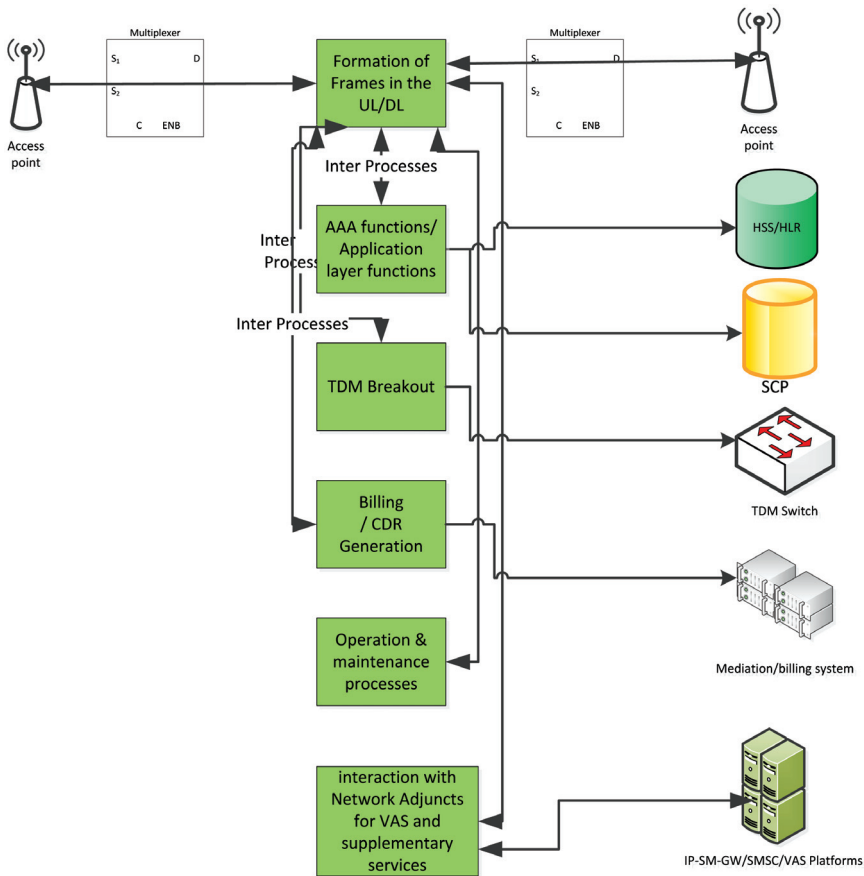 Multiplexer
S1
D
S2
C
ENB
Access
point
Formation of
Frames in the
UL/DL
Multiplexer
S1
D
S2
C
ENB
Access
point
Inter Processes
AAA functions/
Application
layer functions
HSS/HLR
Inter
Process
SCP
Inter Processes
TDM Breakout
TDM Switch
Billing
/ CDR
Generation
Mediation/billing system
Operation &
maintenance
processes
interaction with
Network Adjuncts
for VAS and
supplementary
services
IP-SM-GW/SMSC/VAS Platforms